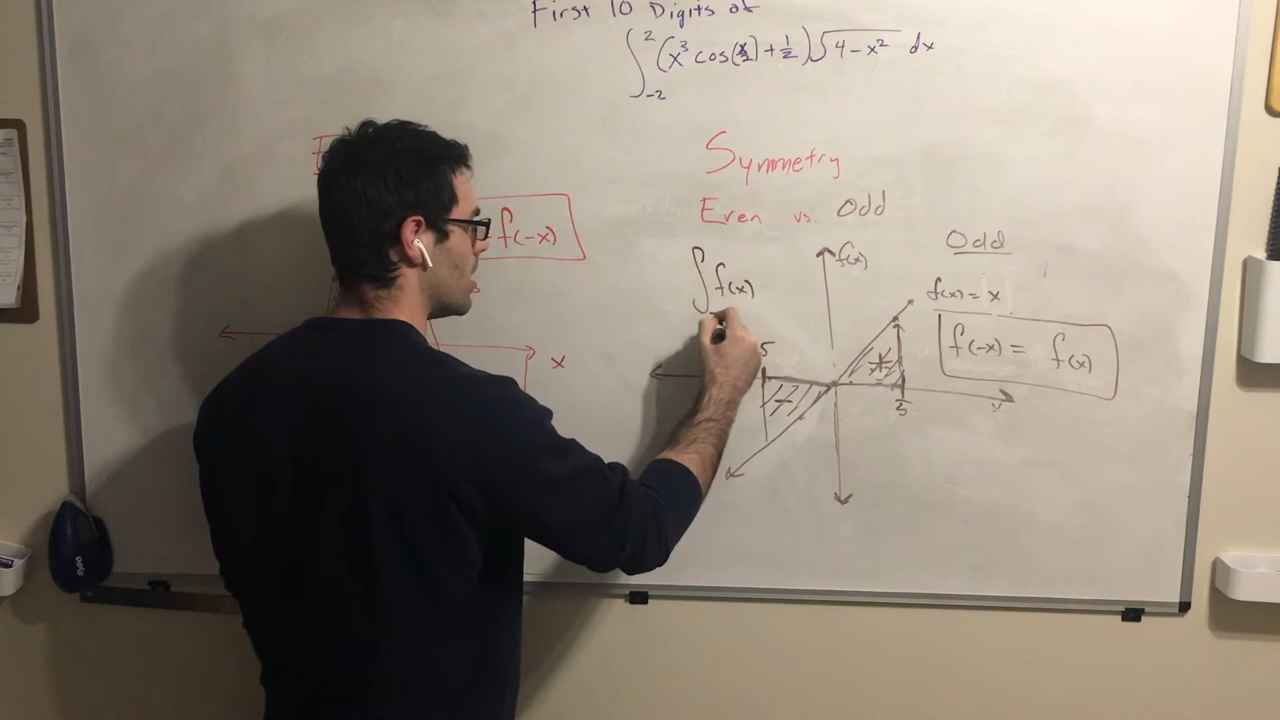 First 10 Digits of
∫₋₂² (x³ cos(x/2) + 1/2) √(4 - x²) dx
Symmetry
Even vs. Odd
f(-x)
Odd
∫ f(x)
f(x)
f(x) = x
f(-x) = f(x)
5
5
x